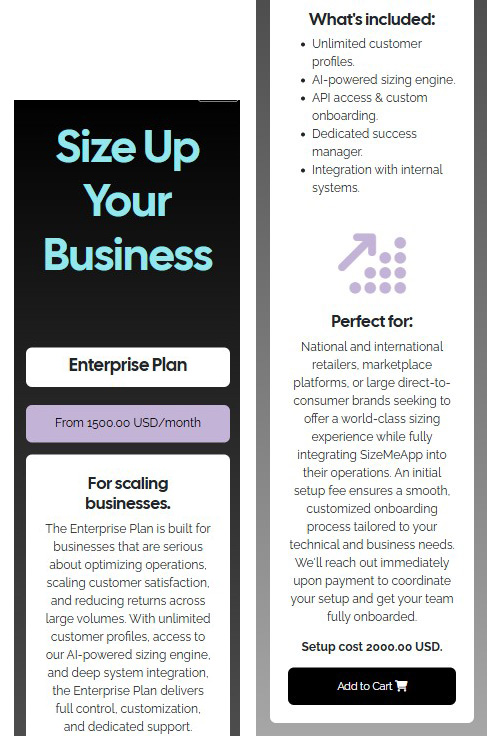 Size Up
Your
Business
Enterprise Plan
From 1500.00 USD/month
For scaling
businesses.
The Enterprise Plan is built for
businesses that are serious
about optimizing operations,
scaling customer satisfaction,
and reducing returns across
large volumes. With unlimited
customer profiles, access to
our AI-powered sizing engine,
and deep system integration,
the Enterprise Plan delivers
full control, customization,
and dedicated support.
What's included:
• Unlimited customer
profiles.
• AI-powered sizing engine.
• API access & custom
onboarding.
• Dedicated success
manager.
• Integration with internal
systems.
Perfect for:
National and international
retailers, marketplace
platforms, or large direct-to-
consumer brands seeking to
offer a world-class sizing
experience while fully
integrating SizeMeApp into
their operations. An initial
setup fee ensures a smooth,
customized onboarding
process tailored to your
technical and business needs.
We'll reach out immediately
upon payment to coordinate
your setup and get your team
fully onboarded.
Setup cost 2000.00 USD.
Add to Cart